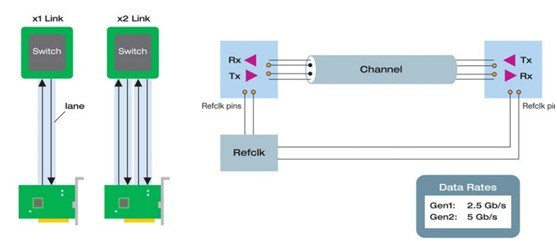 x1 Link
x2 Link
Switch
Switch
lane
Rx
Tx
Channel
Tx
Rx
Refclk pins
Refclk pi
Refclk
Data Rates
Gen1: 2.5 Gb/s
Gen2: 5 Gb/s